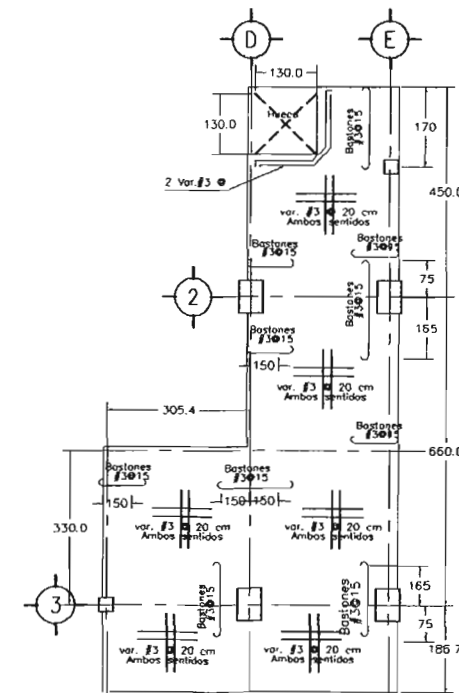 D
E
130.0
130.0
Hueco
170
450.0
Bastones
#3@15
2 Var.#3 @
var. #3 @ 20 cm
Ambos sentidos
Bastones
#3@15
Bastones
#3@15
75
2
Bastones
#3@15
165
Bastones
#3@15
150
var. #3 @ 20 cm
Ambos sentidos
305.4
Bastones
#3@15
660.0
Bastones
#3@15
Bastones
#3@15
150
150
150
330.0
var. #3 @ 20 cm
Ambos sentidos
var. #3 @ 20 cm
Ambos sentidos
3
Bastones
#3@15
Bastones
#3@15
165
75
var. #3 @ 20 cm
Ambos sentidos
var. #3 @ 20 cm
Ambos sentidos
186.7